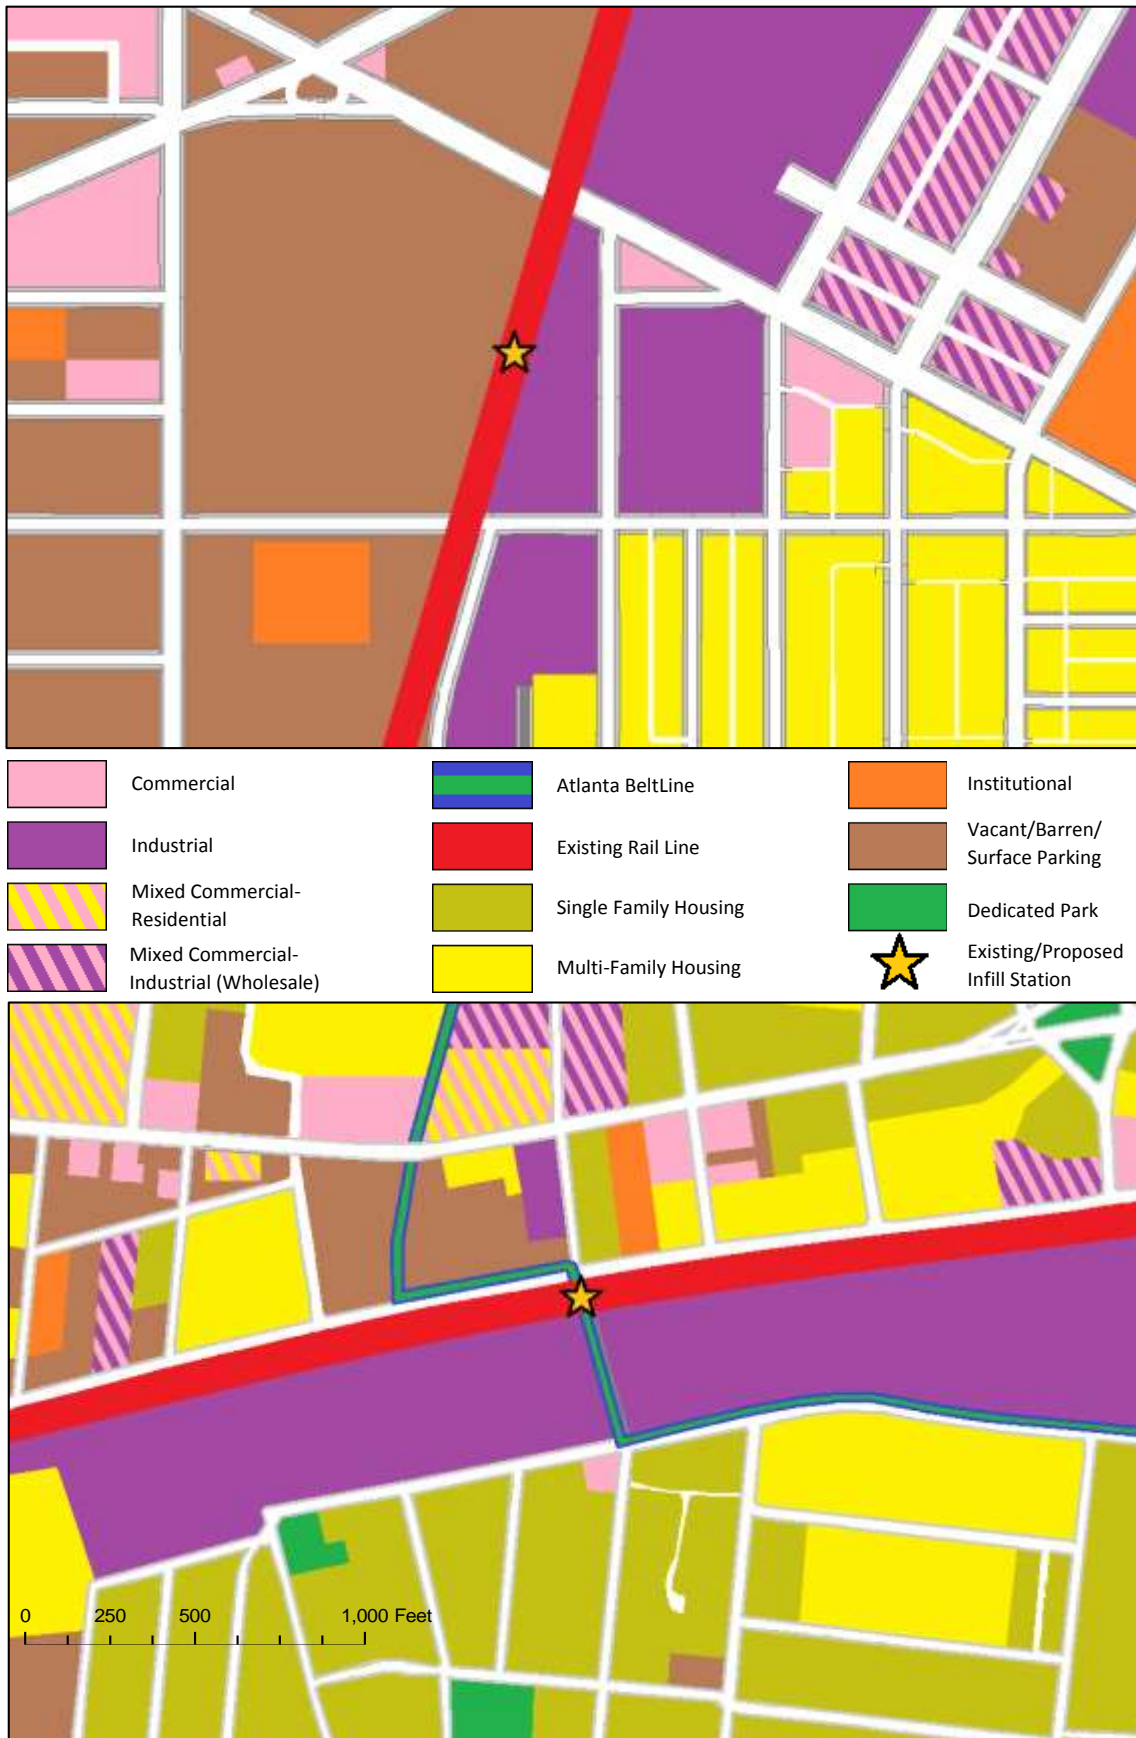 Commercial
Industrial
Mixed Commercial-
Residential
Mixed Commercial-
Industrial (Wholesale)
Atlanta BeltLine
Existing Rail Line
Single Family Housing
Multi-Family Housing
Institutional
Vacant/Barren/
Surface Parking
Dedicated Park
Existing/Proposed
Infill Station
0 250 500 1,000 Feet